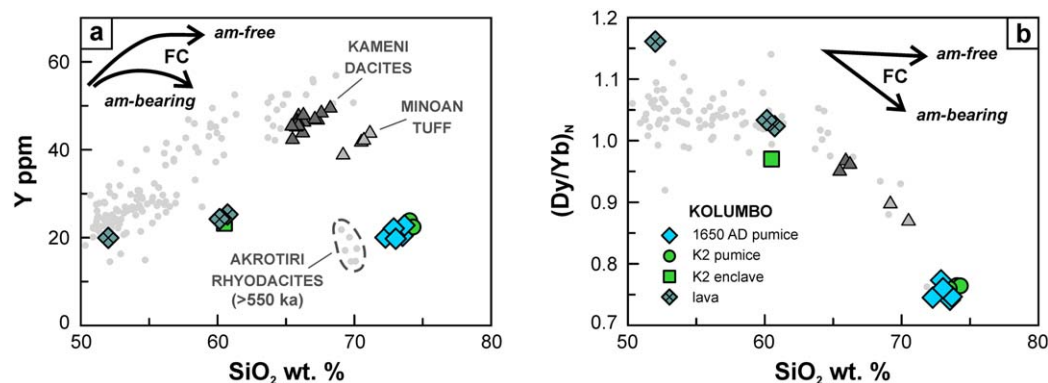 a
am-free
FC
am-bearing
KAMENI
DACITES
MINOAN
TUFF
AKROTIRI
RHYODACITES
(>550 ka)
Y ppm
80
60
40
20
0
50
60
70
80
SiO2 wt. %
b
am-free
FC
am-bearing
KOLUMBO
1650 AD pumice
K2 pumice
K2 enclave
lava
(Dy/Yb)N
1.2
1.1
1.0
0.9
0.8
0.7
50
60
70
80
SiO2 wt. %